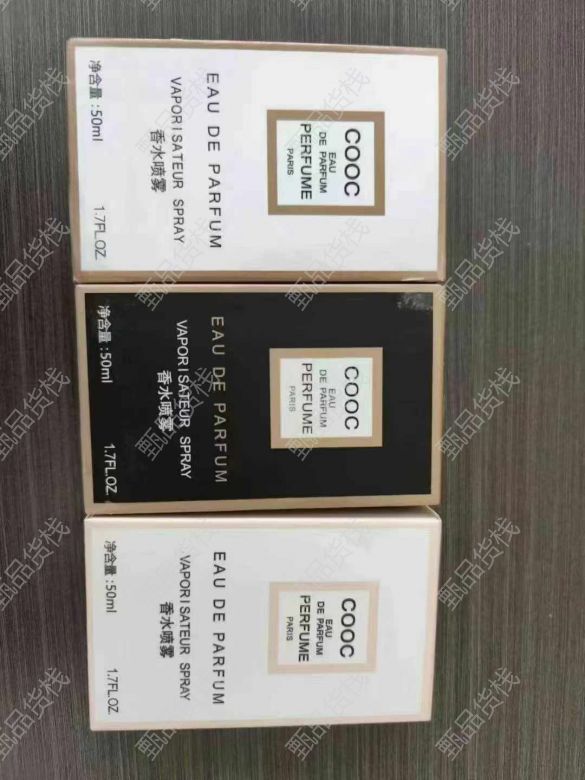 COOC
EAU
DE PARFUM
PERFUME
PARIS
EAU DE PARFUM
VAPORISATEUR SPRAY
香水喷雾
净含量:50ml
1.7FL.OZ.
COOC
EAU
DE PARFUM
PERFUME
PARIS
EAU DE PARFUM
VAPORISATEUR SPRAY
香水喷雾
净含量:50ml
1.7FL.OZ.
COOC
EAU
DE PARFUM
PERFUME
PARIS
EAU DE PARFUM
VAPORISATEUR SPRAY
香水喷雾
净含量:50ml
1.7FL.OZ.
甄品货栈